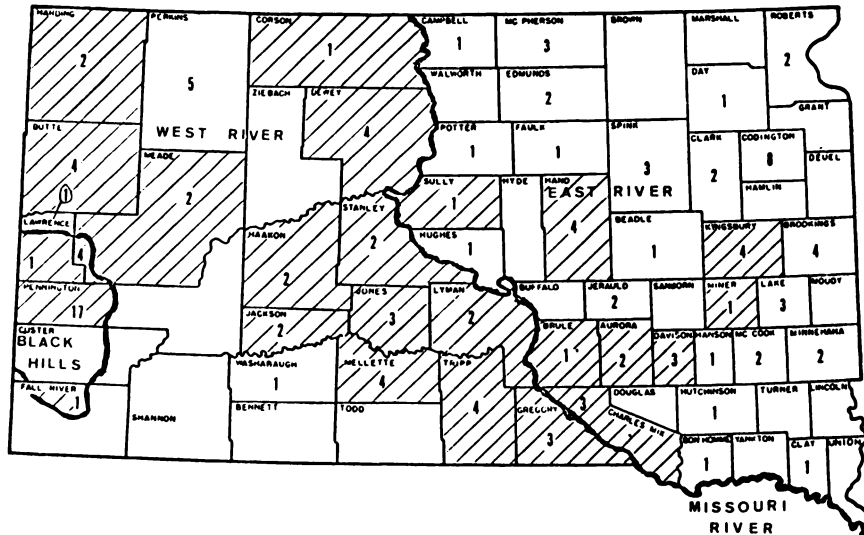 HARDING
PERKINS
CORSON
CAMPBELL
MC PHERSON
BROWN
MARSHALL
ROBERTS
2
5
1
1
3
2
WALWORTH
EDMUNDS
DAY
2
1
ZIEBACH
DEWEY
GRANT
BUTTE
WEST RIVER
4
POTTER
FAULK
SPINK
CLARK
CODINGTON
4
MEADE
1
1
3
2
8
DEUEL
2
SULLY
HYDE
HAND
EAST RIVER
HAMLIN
1
STANLEY
1
4
LAWRENCE
HAAKON
2
HUGHES
BEADLE
KINGSBURY
BROOKINGS
1
4
2
1
1
4
4
PENNINGTON
JONES
LYMAN
BUFFALO
JERAULD
SANBORN
MINER
LAKE
MOODY
17
JACKSON
3
2
2
1
3
2
CUSTER
BLACK
HILLS
BRULE
AURORA
DAVISON
HANSON
MC COOK
MINNEHAHA
1
2
3
1
2
2
WASHABAUGH
MELLETTE
TRIPP
1
4
FALL RIVER
1
SHANNON
BENNETT
TODD
4
GREGORY
3
3
CHARLES MIX
DOUGLAS
HUTCHINSON
1
TURNER
LINCOLN
BON HOMME
YANKTON
CLAY
UNION
1
1
MISSOURI
RIVER